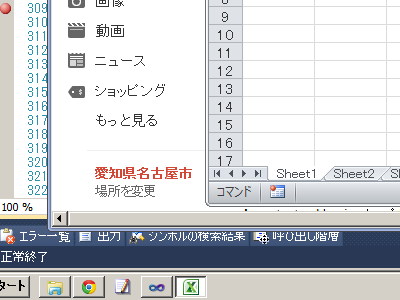 309
310
311
312
313
314
315
316
317
318
319
320
321
322
100 %
画像
動画
ニュース
ショッピング
もっと見る
愛知県名古屋市
場所を変更
9
10
11
12
13
14
15
16
17
Sheet1 Sheet2
コマンド
エラー一覧 出力 シンボルの検索結果 呼び出し階層
正常終了
タート